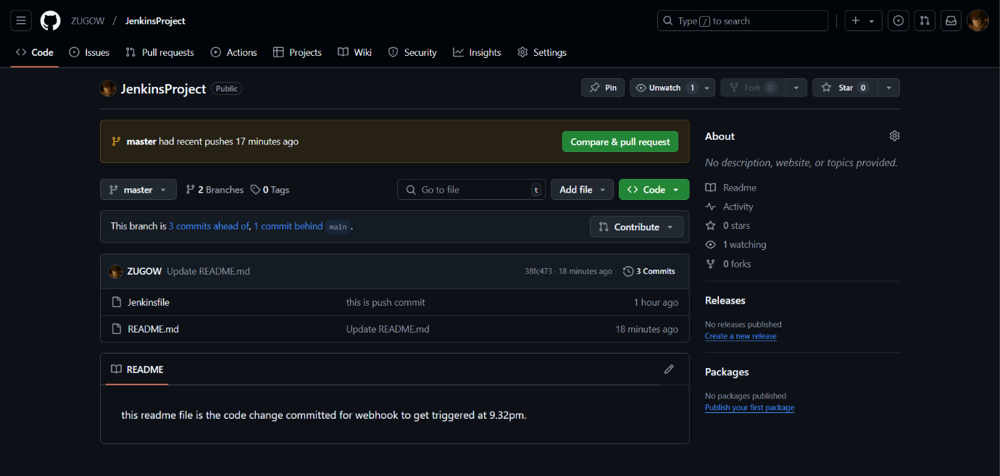 ZUGOW / JenkinsProject
Type / to search
Code Issues Pull requests Actions Projects Wiki Security Insights Settings
JenkinsProject Public
Pin Unwatch 1 Fork 0 Star 0
master had recent pushes 17 minutes ago
Compare & pull request
master 2 Branches 0 Tags
Go to file t
Add file
Code
This branch is 3 commits ahead of, 1 commit behind main .
Contribute
ZUGOW Update README.md 38fc473 · 18 minutes ago 3 Commits
Jenkinsfile this is push commit 1 hour ago
README.md Update README.md 18 minutes ago
README
this readme file is the code change committed for webhook to get triggered at 9.32pm.
About
No description, website, or topics provided.
Readme
Activity
0 stars
1 watching
0 forks
Releases
No releases published
Create a new release
Packages
No packages published
Publish your first package